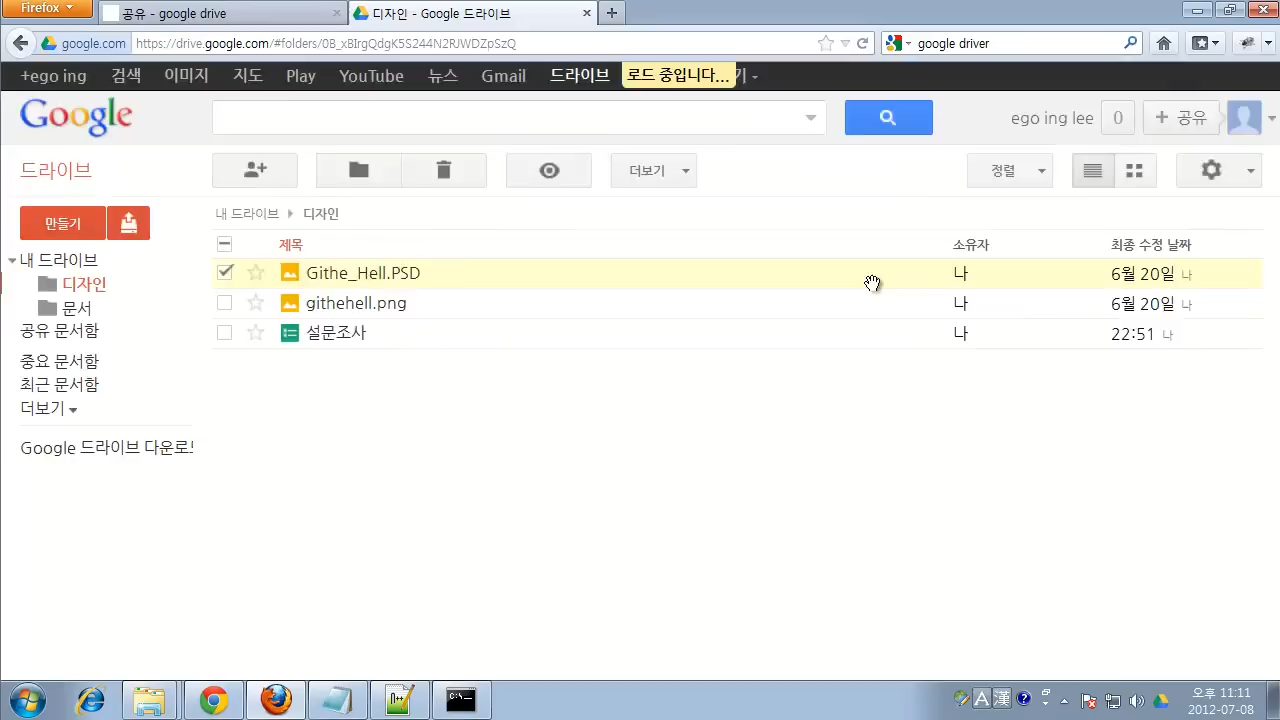 Firefox
공유 - google drive
디자인 - Google 드라이브
google.com
https://drive.google.com/#folders/0B_xBIrgQdgK5S244N2RJWDZpSzQ
google driver
+ego ing 검색 이미지 지도 Play YouTube 뉴스 Gmail 드라이브 로드 중입니다... 기
Google
ego ing lee 0 + 공유
드라이브
더보기
정렬
만들기
내 드라이브 디자인
제목 소유자 최종 수정 날짜
내 드라이브
Githe_Hell.PSD 나 6월 20일 나
디자인
githehell.png 나 6월 20일 나
문서
설문조사 나 22:51 나
공유 문서함
중요 문서함
최근 문서함
더보기
Google 드라이브 다운로드
A 漢
오후 11:11
2012-07-08